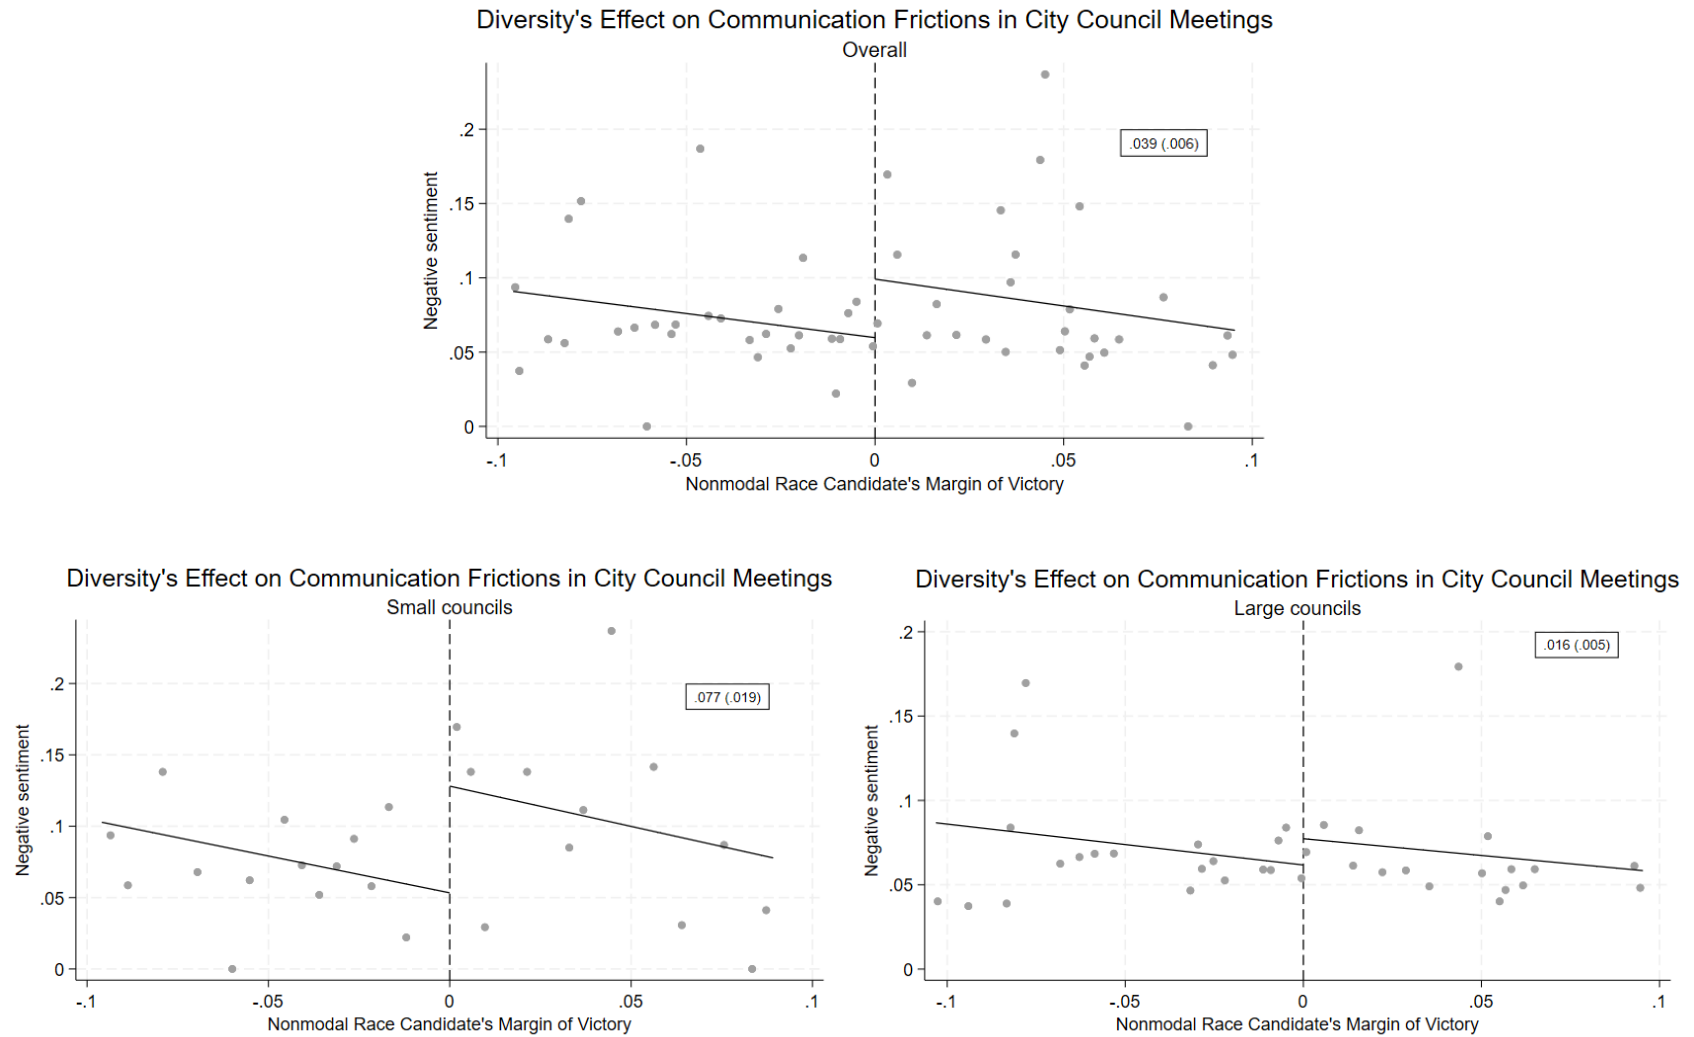 Diversity's Effect on Communication Frictions in City Council Meetings
Overall
Negative sentiment
.2
.15
.1
.05
0
.039 (.006)
-.1
-.05
0
.05
.1
Nonmodal Race Candidate's Margin of Victory
Diversity's Effect on Communication Frictions in City Council Meetings
Small councils
Negative sentiment
.2
.15
.1
.05
0
.077 (.019)
-.1
-.05
0
.05
.1
Nonmodal Race Candidate's Margin of Victory
Diversity's Effect on Communication Frictions in City Council Meetings
Large councils
Negative sentiment
.2
.15
.1
.05
0
.016 (.005)
-.1
-.05
0
.05
.1
Nonmodal Race Candidate's Margin of Victory